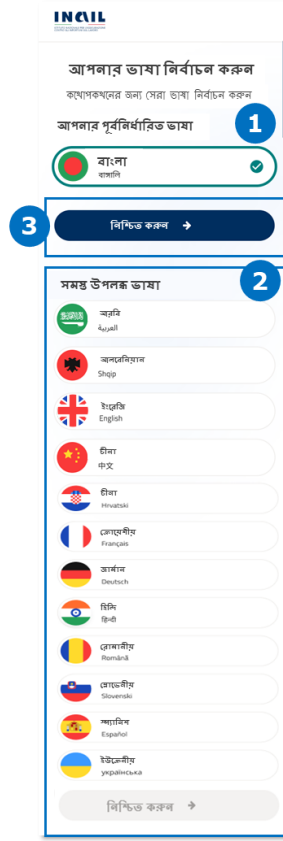 INAIL
আপনার ভাষা নির্বাচন করুন
কথোপকথনের জন্য সেরা ভাষা নির্বাচন করুন
আপনার পূর্বনির্ধারিত ভাষা
1
বাংলা
বাঙ্গালি
3
নিশ্চিত করুন →
সমস্ত উপলব্ধ ভাষা
2
আরবি
العربية
আলবেনিয়ান
Shqip
ইংরেজি
English
চীনা
中文
চীনা
Hrvatski
ক্রোয়েশীয়
Français
জার্মান
Deutsch
হিন্দি
हिन्दी
রোমানীয়
Română
স্লোভেনীয়
Slovenski
স্প্যানিশ
Español
ইউক্রেনীয়
українська
নিশ্চিত করুন →